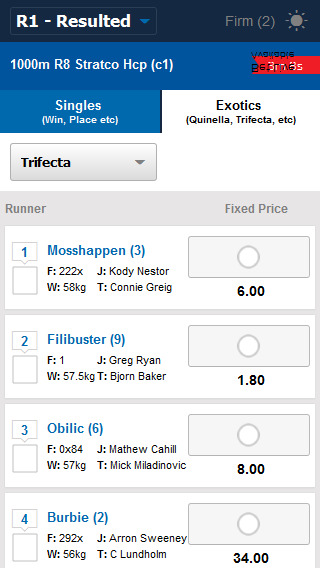 R1 - Resulted
Firm (2)
1000m R8 Stratco Hcp (c1)
Singles
(Win, Place etc)
Exotics
(Quinella, Trifecta, etc)
Trifecta
Runner Fixed Price
1 Mosshappen (3)
F: 222x J: Kody Nestor
W: 58kg T: Connie Greig
6.00
2 Filibuster (9)
F: 1 J: Greg Ryan
W: 57.5kg T: Bjorn Baker
1.80
3 Obilic (6)
F: 0x84 J: Mathew Cahill
W: 57kg T: Mick Miladinovic
8.00
4 Burbie (2)
F: 292x J: Arron Sweeney
W: 56kg T: C Lundholm
34.00